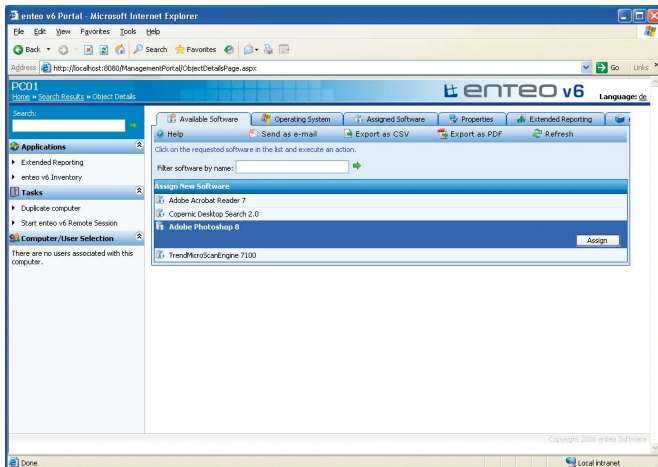 enteo v6 Portal - Microsoft Internet Explorer
File Edit View Favorites Tools Help
Back Search Favorites
Address http://localhost:8080/ManagementPortal/ObjectDetailsPage.aspx Go Links
PC01
Home » Search Results » Object Details
enteo v6
Language: de
Search:
Applications
Extended Reporting
enteo v6 Inventory
Tasks
Duplicate computer
Start enteo v6 Remote Session
Computer/User Selection
There are no users associated with this
computer.
Available Software Operating System Assigned Software Properties Extended Reporting
Help Send as e-mail Export as CSV Export as PDF Refresh
Click on the requested software in the list and execute an action.
Filter software by name:
Assign New Software
Adobe Acrobat Reader 7
Copernic Desktop Search 2.0
Adobe Photoshop 8
Assign
TrendMicroScanEngine 7100
Copyright 2006 enteo Software
Done Local intranet